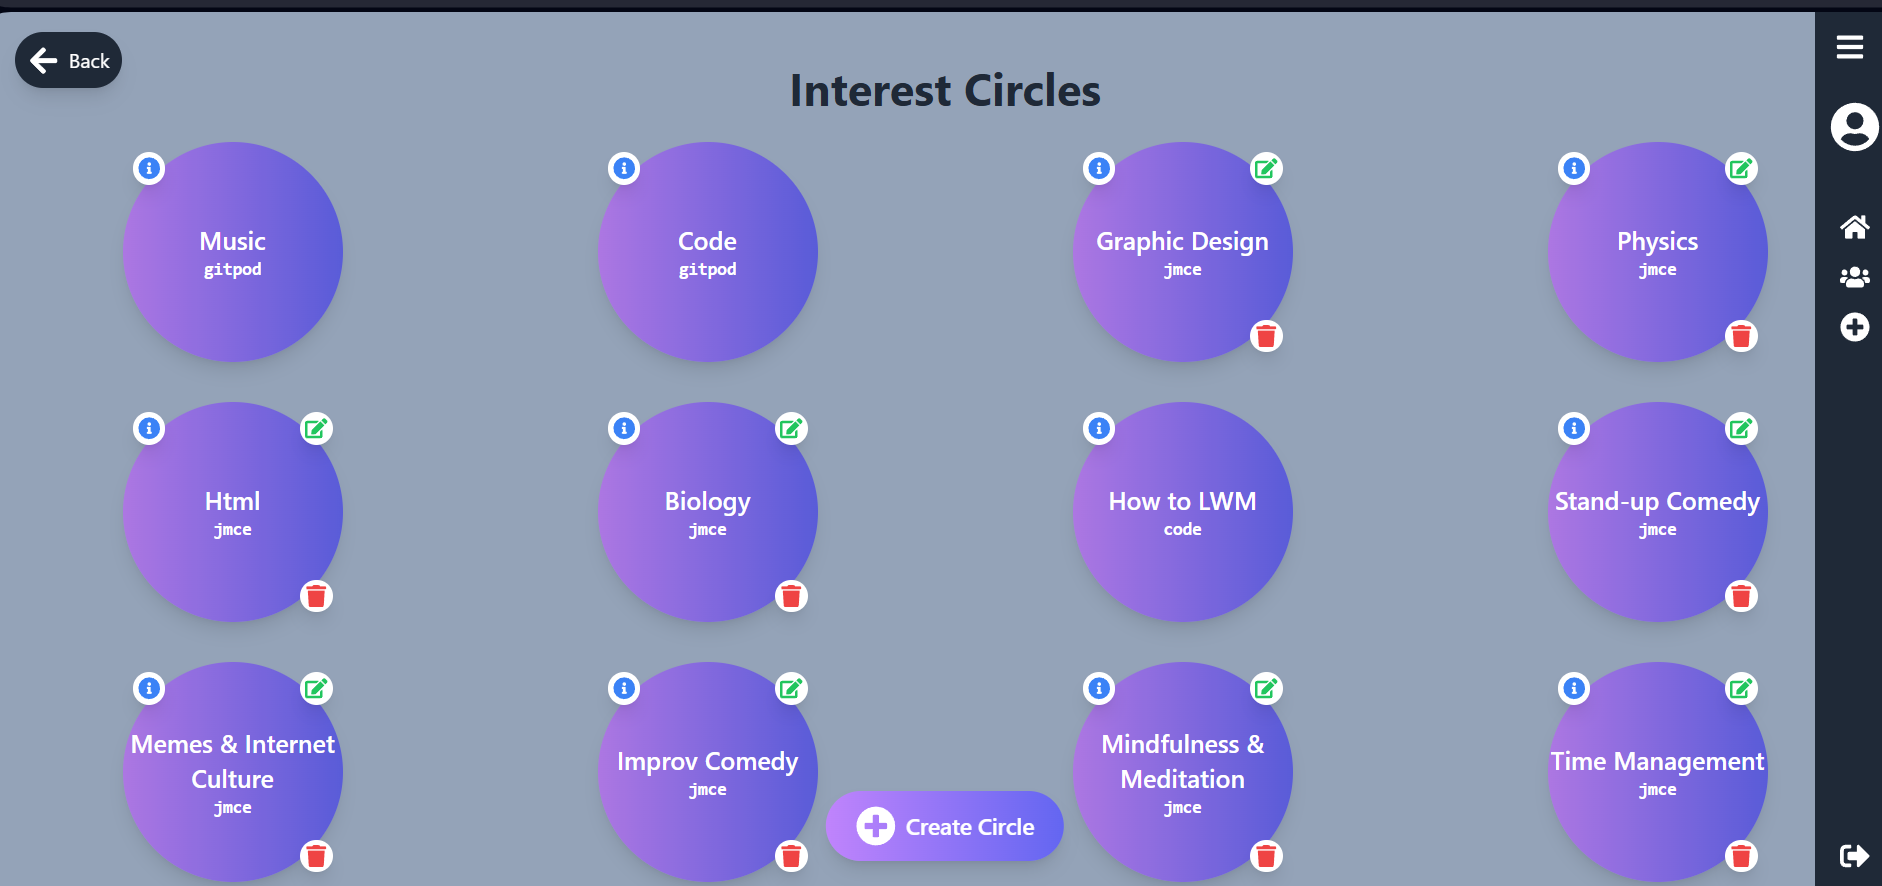 Back
Interest Circles
Music
gitpod
Code
gitpod
Graphic Design
jmce
Physics
jmce
Html
jmce
Biology
jmce
How to LWM
code
Stand-up Comedy
jmce
Memes & Internet
Culture
jmce
Improv Comedy
jmce
Mindfulness &
Meditation
jmce
Time Management
jmce
Create Circle